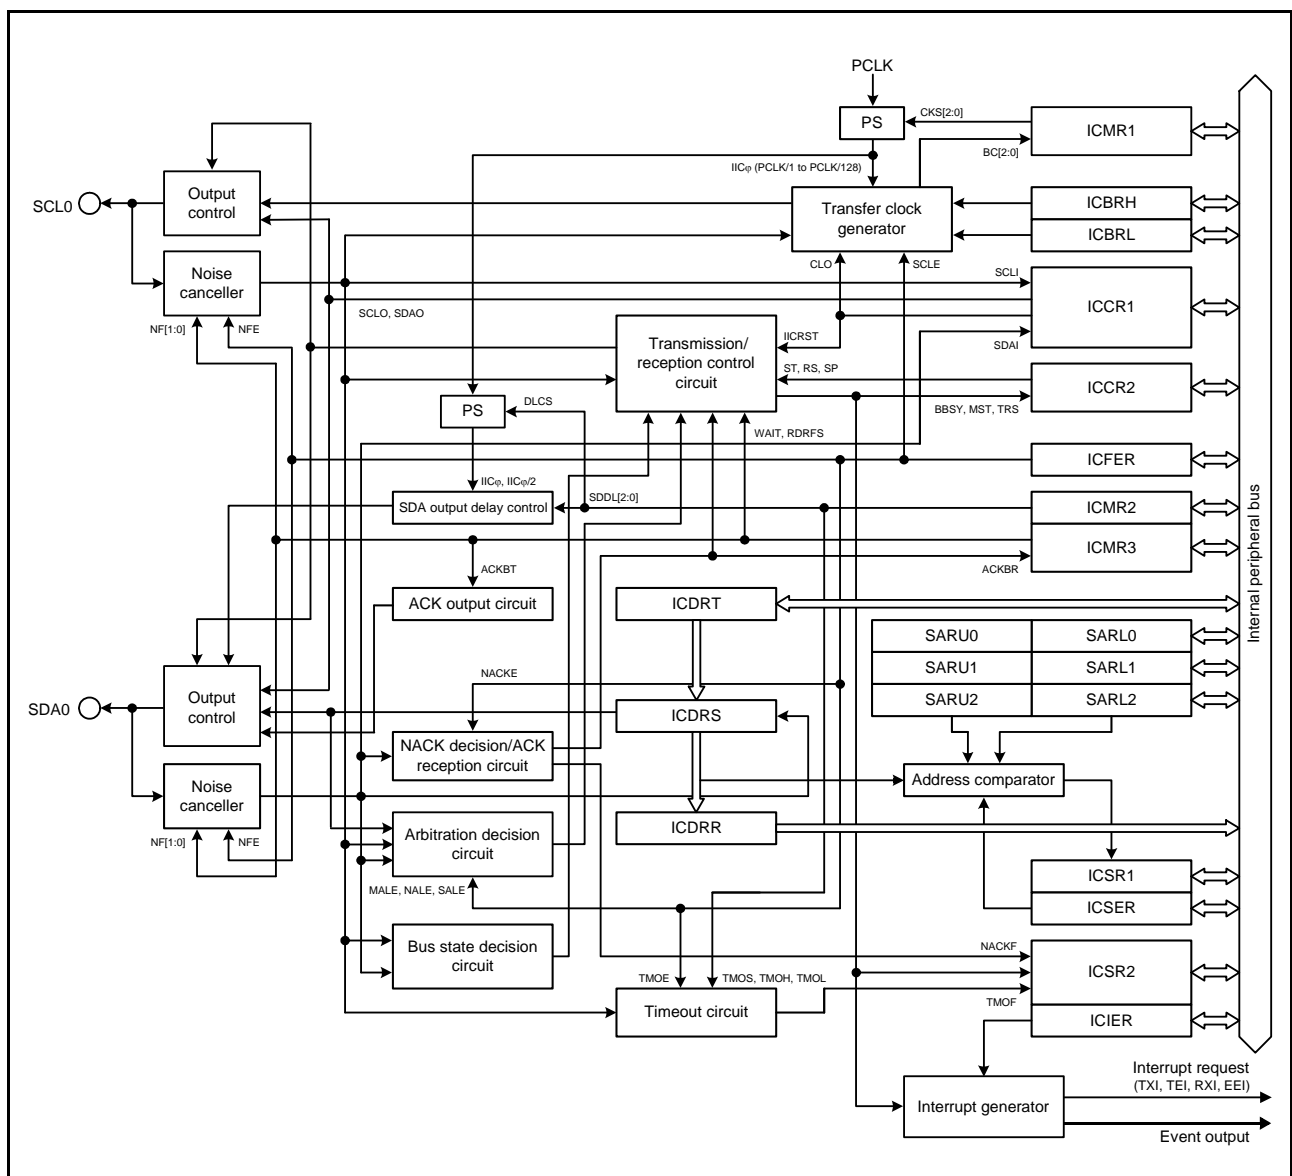 PCLK
PS
CKS[2:0]
ICMR1
BC[2:0]
IICφ (PCLK/1 to PCLK/128)
SCL0
Output
control
Transfer clock
generator
ICBRH
ICBRL
Noise
canceller
CLO
SCLE
SCLI
ICCR1
SCLO, SDAO
NF[1:0]
NFE
Transmission/
reception control
circuit
IICRST
SDAI
ST, RS, SP
ICCR2
BBSY, MST, TRS
PS
DLCS
WAIT, RDRFS
ICFER
IICφ, IICφ/2
SDDL[2:0]
SDA output delay control
ICMR2
ICMR3
ACKBT
ACKBR
ACK output circuit
ICDRT
Internal peripheral bus
SARU0
SARL0
SARU1
SARL1
SARU2
SARL2
NACKE
SDA0
Output
control
ICDRS
NACK decision/ACK
reception circuit
Noise
canceller
Address comparator
NF[1:0]
NFE
Arbitration decision
circuit
ICDRR
MALE, NALE, SALE
ICSR1
ICSER
Bus state decision
circuit
NACKF
ICSR2
TMOE
TMOS, TMOH, TMOL
Timeout circuit
TMOF
ICIER
Interrupt generator
Interrupt request
(TXI, TEI, RXI, EEI)
Event output